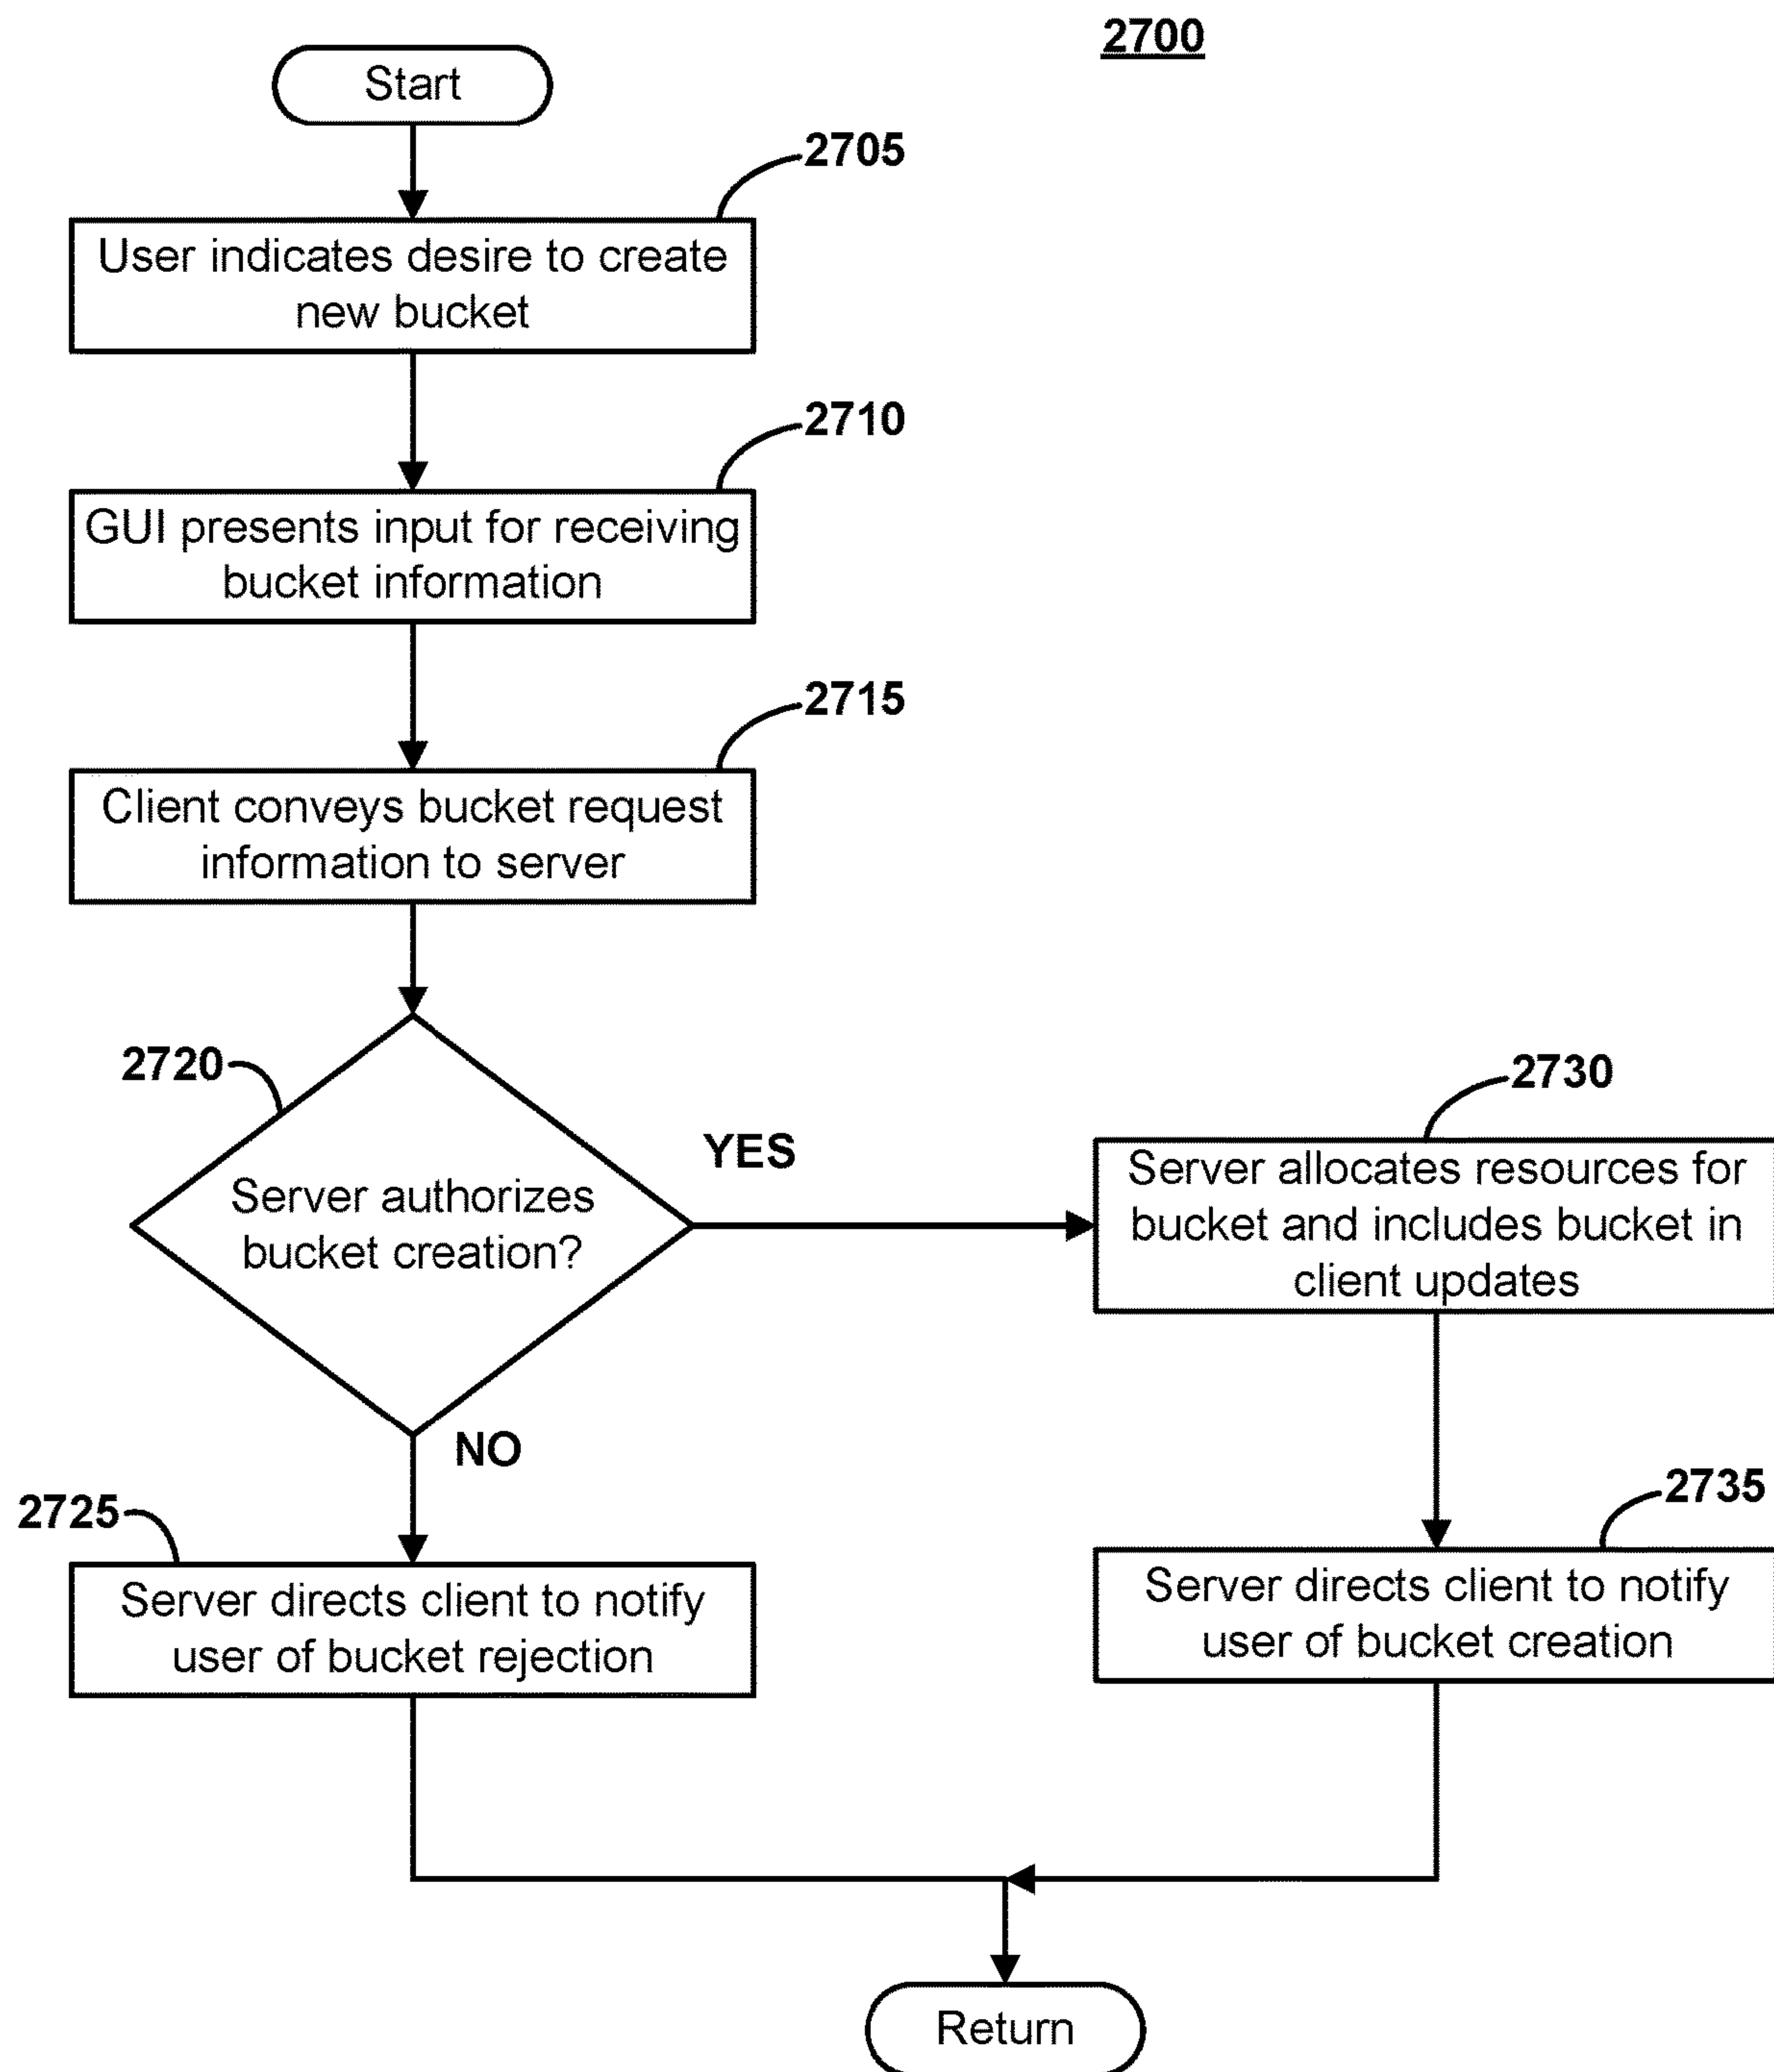 2700
Start
2705
User indicates desire to create
new bucket
2710
GUI presents input for receiving
bucket information
2715
Client conveys bucket request
information to server
2720
Server authorizes
bucket creation?
YES
2730
Server allocates resources for
bucket and includes bucket in
client updates
NO
2725
Server directs client to notify
user of bucket rejection
2735
Server directs client to notify
user of bucket creation
Return